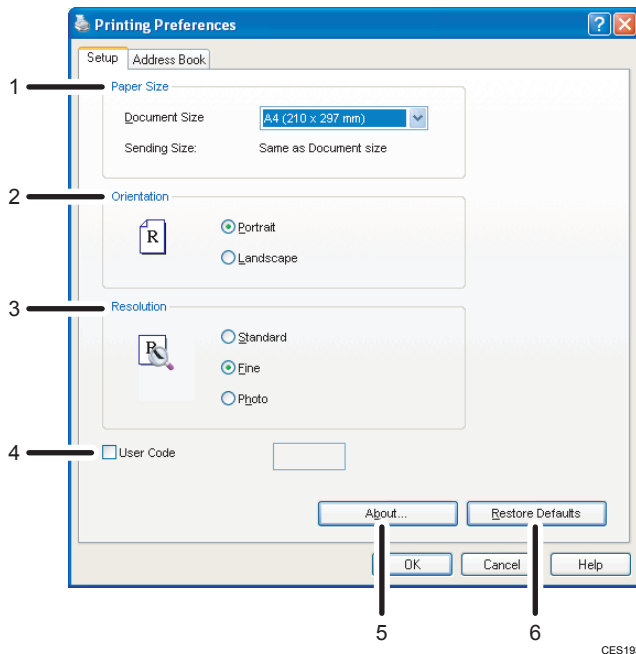 Printing Preferences
Setup Address Book
1 Paper Size
Document Size A4 (210 x 297 mm)
Sending Size: Same as Document size
2 Orientation
R Portrait
Landscape
3 Resolution
Standard
R Fine
Photo
4 User Code
About... Restore Defaults
OK Cancel Help
5 6